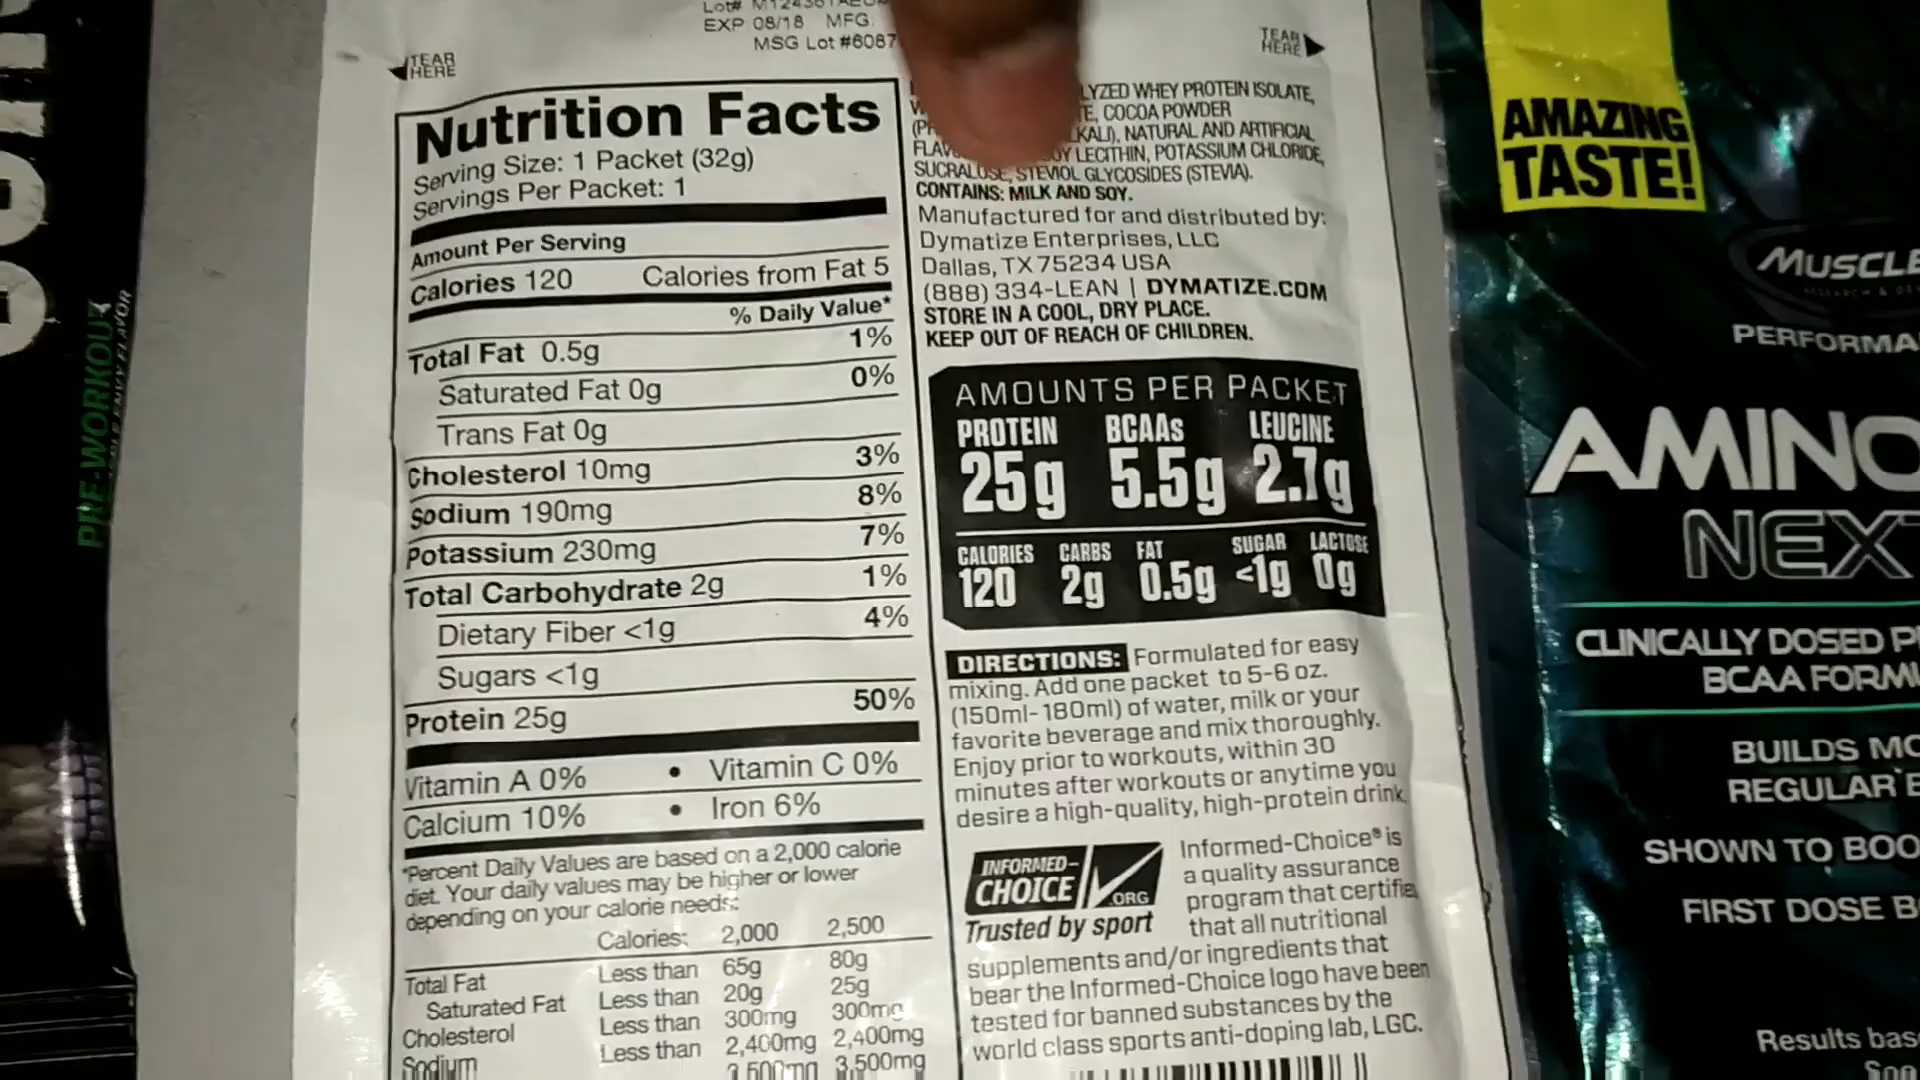 EXP 08/18 MFG:
MSG Lot #6087
TEAR
HERE
TEAR
HERE
Nutrition Facts
Serving Size: 1 Packet (32g)
Servings Per Packet: 1
Amount Per Serving
Calories 120 Calories from Fat 5
% Daily Value*
Total Fat 0.5g 1%
Saturated Fat 0g 0%
Trans Fat 0g
Cholesterol 10mg 3%
Sodium 190mg 8%
Potassium 230mg 7%
Total Carbohydrate 2g 1%
Dietary Fiber <1g 4%
Sugars <1g
Protein 25g 50%
Vitamin A 0% • Vitamin C 0%
Calcium 10% • Iron 6%
*Percent Daily Values are based on a 2,000 calorie
diet. Your daily values may be higher or lower
depending on your calorie needs:
Calories: 2,000 2,500
Total Fat Less than 65g 80g
Saturated Fat Less than 20g 25g
Cholesterol Less than 300mg 300mg
Sodium Less than 2,400mg 2,400mg
3,500mg 3,500mg
WHEY PROTEIN ISOLATE,
COCOA POWDER
NATURAL AND ARTIFICIAL
LECITHIN, POTASSIUM CHLORIDE,
SUCRALOSE, STEVIOL GLYCOSIDES (STEVIA).
CONTAINS: MILK AND SOY.
Manufactured for and distributed by:
Dymatize Enterprises, LLC
Dallas, TX 75234 USA
(888) 334-LEAN | DYMATIZE.COM
STORE IN A COOL, DRY PLACE.
KEEP OUT OF REACH OF CHILDREN.
AMOUNTS PER PACKET
PROTEIN BCAAs LEUCINE
25g 5.5g 2.7g
CALORIES CARBS FAT SUGAR LACTOSE
120 2g 0.5g <1g 0g
DIRECTIONS: Formulated for easy
mixing. Add one packet to 5-6 oz.
(150ml-180ml) of water, milk or your
favorite beverage and mix thoroughly.
Enjoy prior to workouts, within 30
minutes after workouts or anytime you
desire a high-quality, high-protein drink.
INFORMED-
CHOICE
.ORG
Trusted by sport
Informed-Choice® is
a quality assurance
program that certifies
that all nutritional
supplements and/or ingredients that
bear the Informed-Choice logo have been
tested for banned substances by the
world class sports anti-doping lab, LGC.
PRE-WORKOUT
AMAZING
TASTE!
MUSCLE
PERFORMA
AMINO
NEXT
CLINICALLY DOSED P
BCAA FORMU
BUILDS MO
REGULAR
SHOWN TO BOO
FIRST DOSE B
Results bas